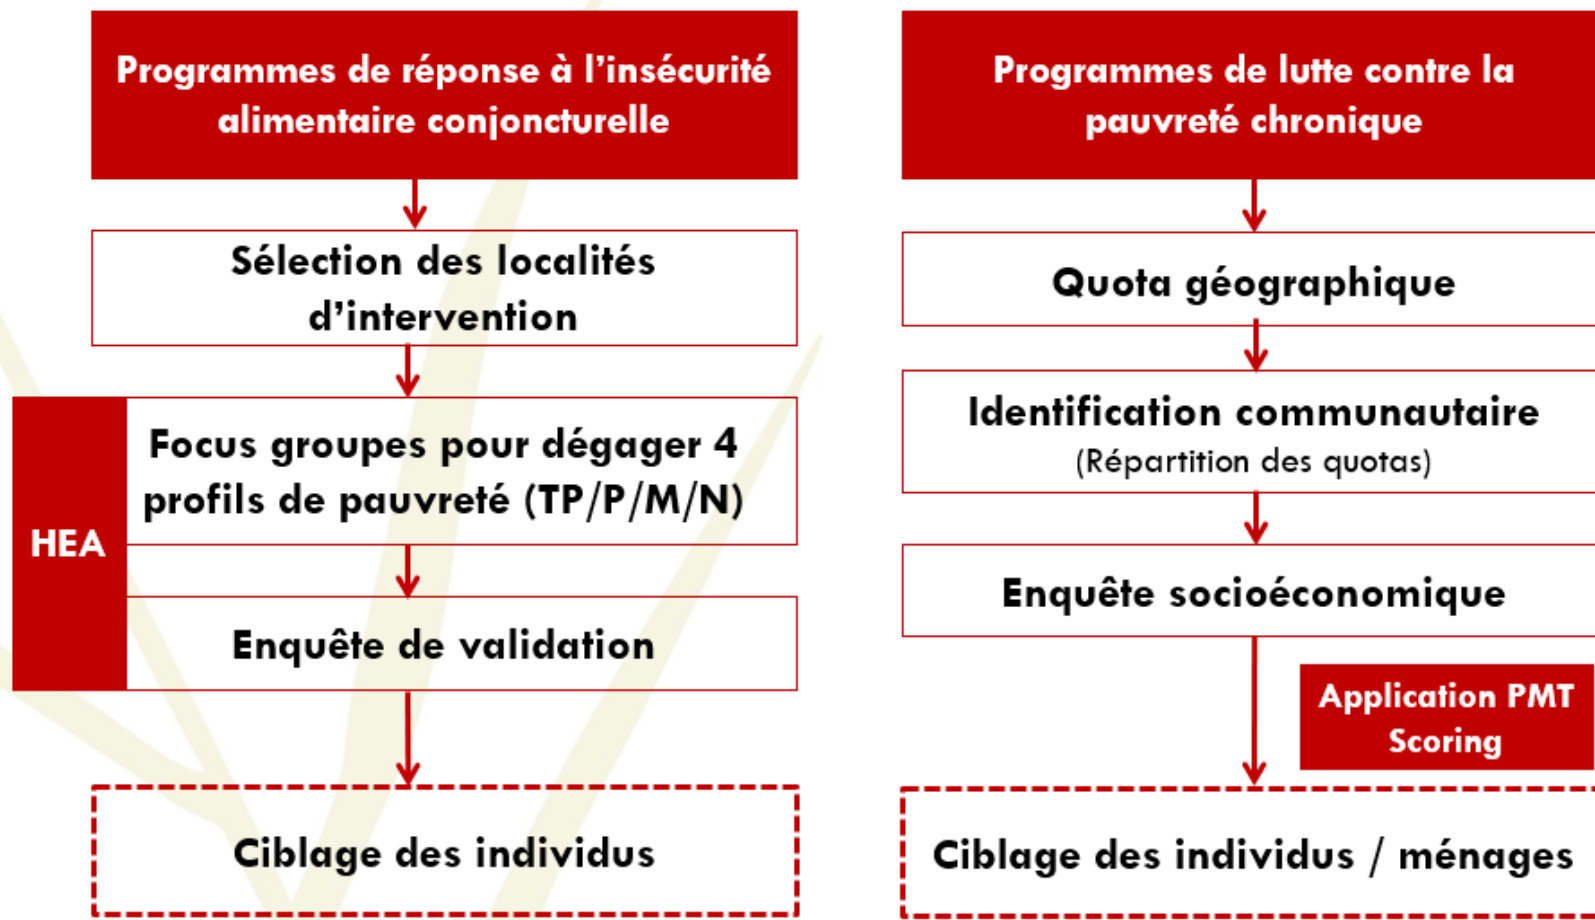 Programmes de réponse à l'insécurité
alimentaire conjoncturelle
Sélection des localités
d'intervention
HEA
Focus groupes pour dégager 4
profils de pauvreté (TP/P/M/N)
Enquête de validation
Ciblage des individus
Programmes de lutte contre la
pauvreté chronique
Quota géographique
Identification communautaire
(Répartition des quotas)
Enquête socioéconomique
Application PMT
Scoring
Ciblage des individus / ménages